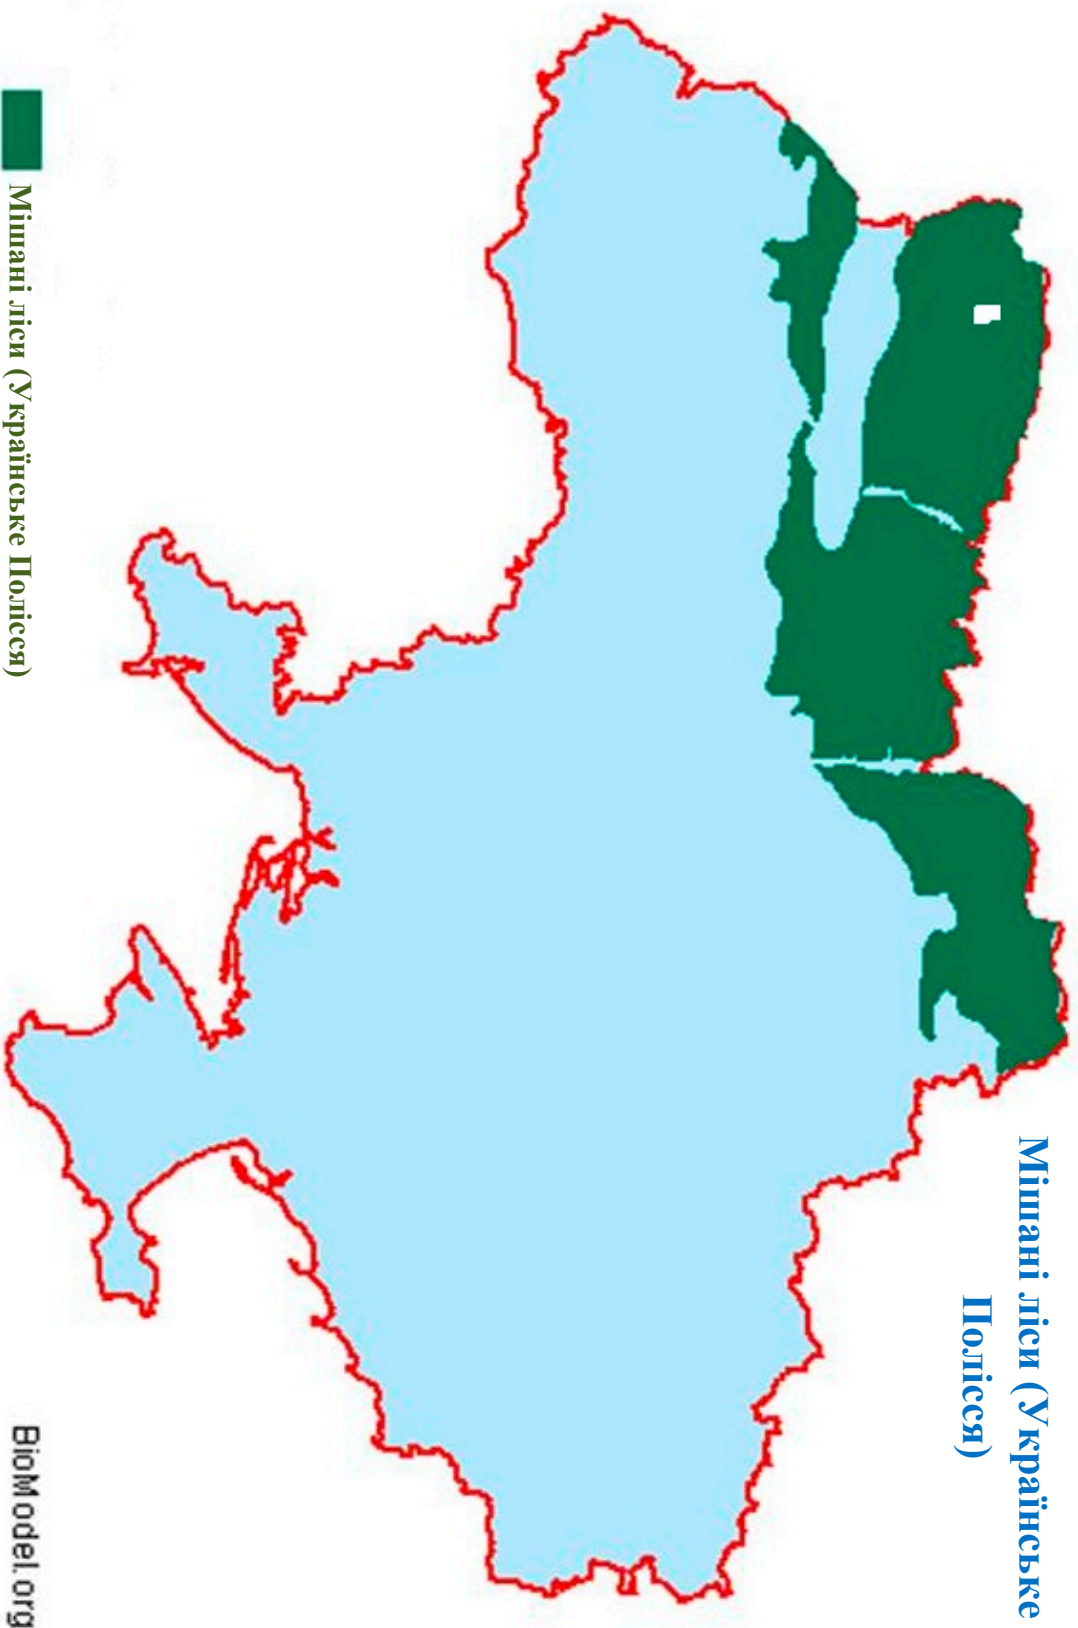 Мішані ліси (Українське
Полісся)
Мішані ліси (Українське Полісся)
BioModel.org